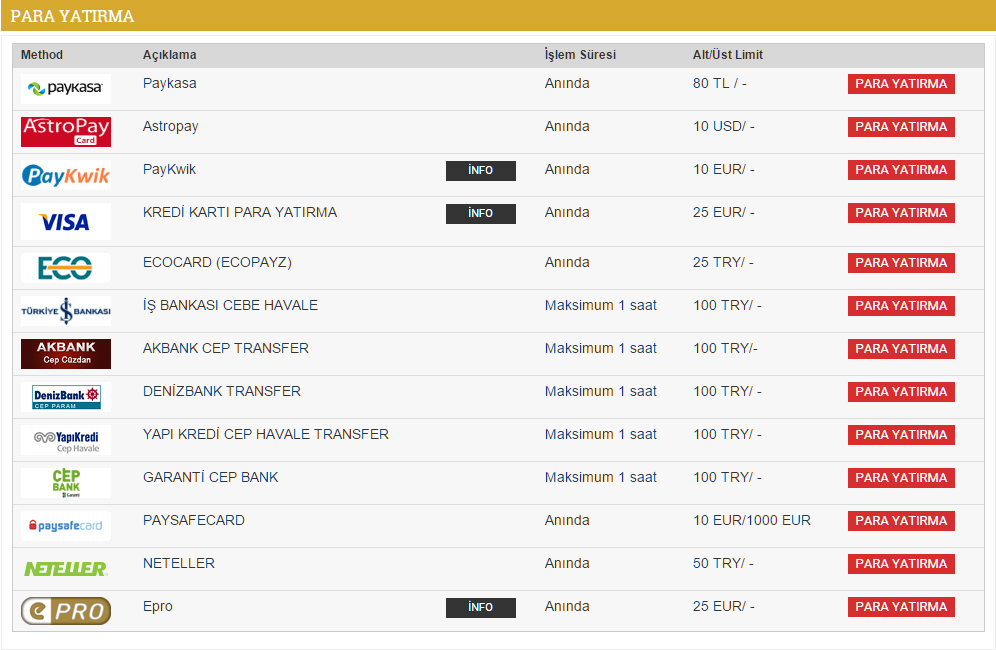 PARA YATIRMA
Method Açıklama İşlem Süresi Alt/Üst Limit
paykasa Paykasa Anında 80 TL / - PARA YATIRMA
AstroPay Card Astropay Anında 10 USD/ - PARA YATIRMA
PayKwik PayKwik İNFO Anında 10 EUR/ - PARA YATIRMA
VISA KREDİ KARTI PARA YATIRMA İNFO Anında 25 EUR/ - PARA YATIRMA
ECO ECOCARD (ECOPAYZ) Anında 25 TRY/ - PARA YATIRMA
TÜRKİYE İŞ BANKASI İŞ BANKASI CEBE HAVALE Maksimum 1 saat 100 TRY/ - PARA YATIRMA
AKBANK Cep Cüzdan AKBANK CEP TRANSFER Maksimum 1 saat 100 TRY/- PARA YATIRMA
DenizBank CEP PARAM DENİZBANK TRANSFER Maksimum 1 saat 100 TRY/ - PARA YATIRMA
YapıKredi Cep Havale YAPI KREDİ CEP HAVALE TRANSFER Maksimum 1 saat 100 TRY/ - PARA YATIRMA
CEP BANK Garanti GARANTİ CEP BANK Maksimum 1 saat 100 TRY/ - PARA YATIRMA
paysafecard PAYSAFECARD Anında 10 EUR/1000 EUR PARA YATIRMA
NETELLER NETELLER Anında 50 TRY/ - PARA YATIRMA
e PRO Epro İNFO Anında 25 EUR/ - PARA YATIRMA